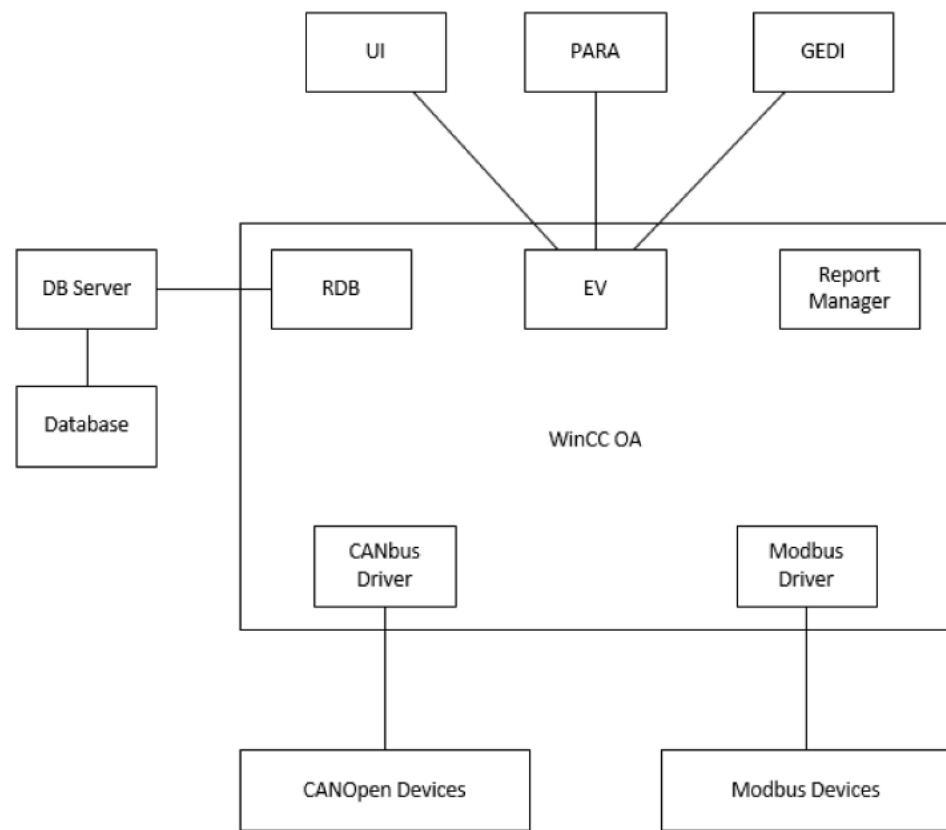 UI
PARA
GEDI
DB Server
RDB
EV
Report
Manager
Database
WinCC OA
CANbus
Driver
Modbus
Driver
CANOpen Devices
Modbus Devices